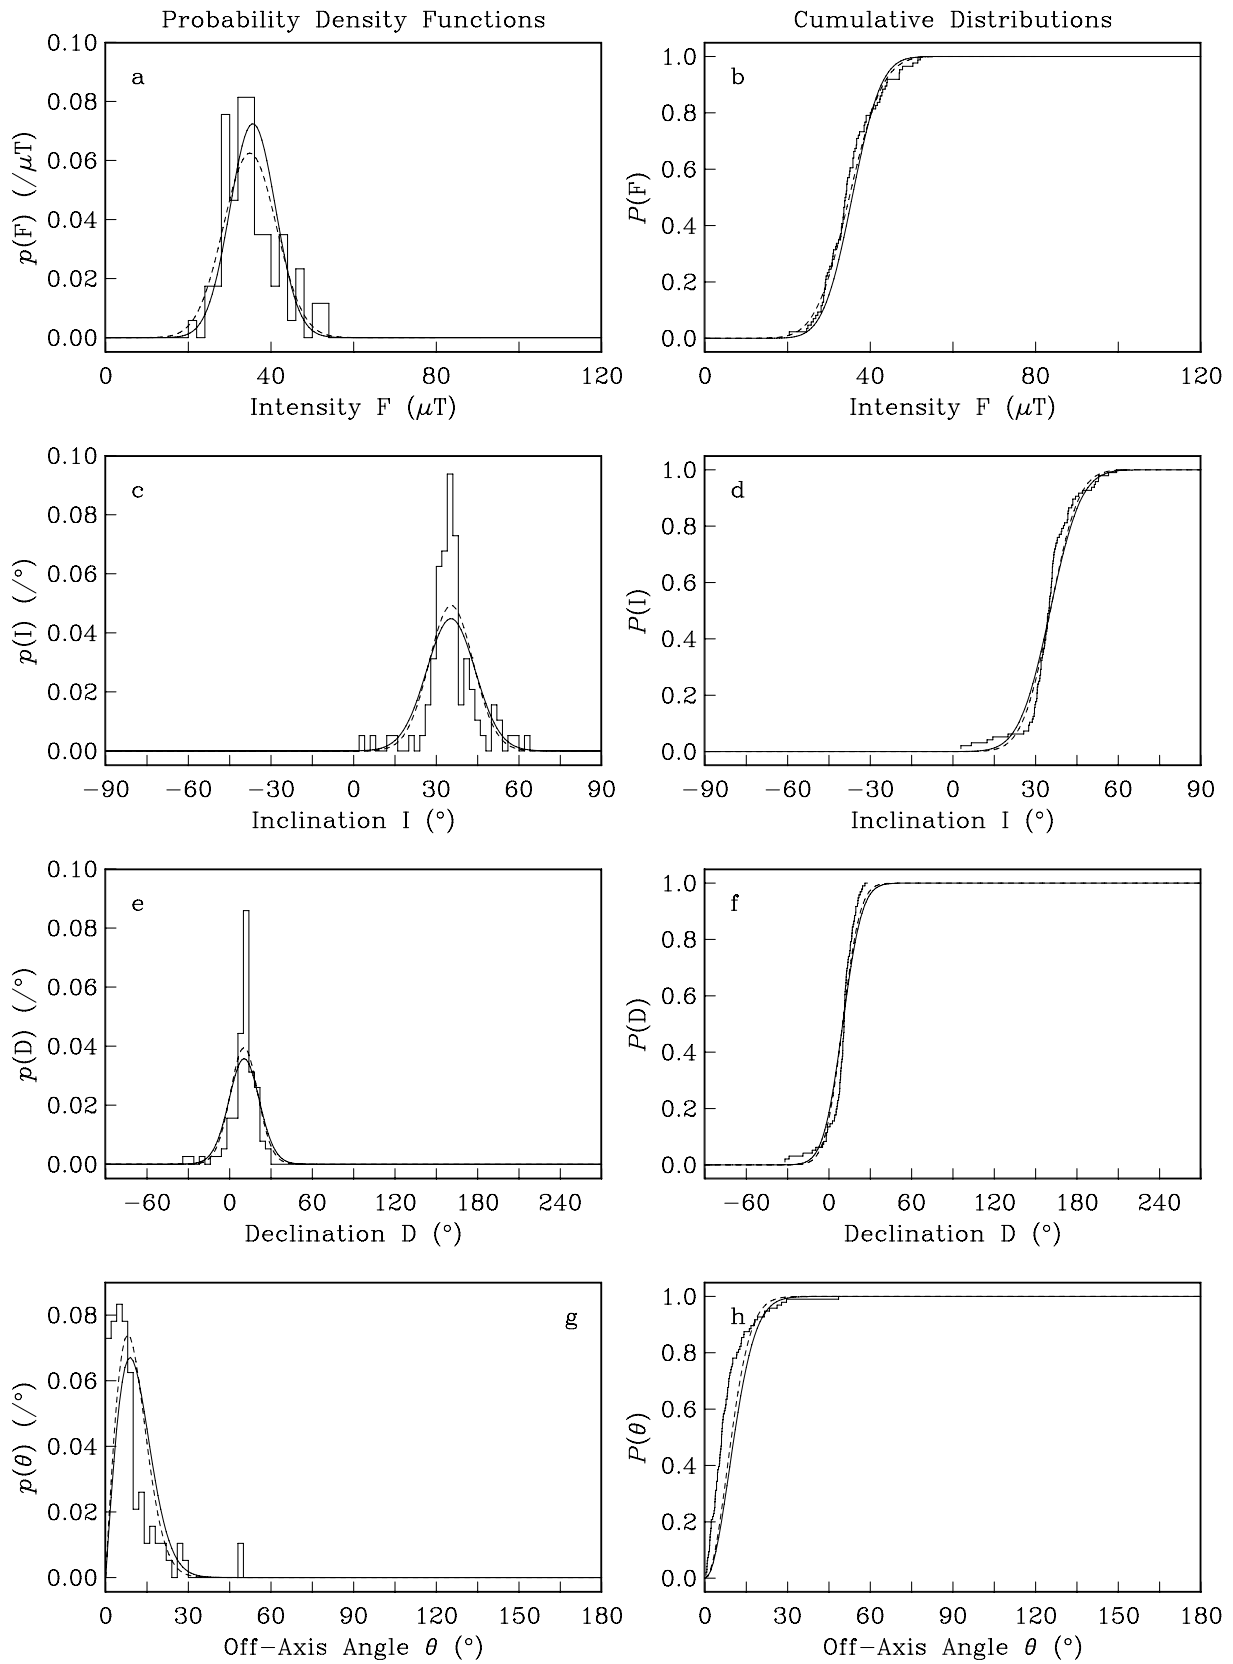 Probability Density Functions
Cumulative Distributions
a
0.10
0.08
0.06
0.04
0.02
0.00
p(F) (/μT)
0 40 80 120
Intensity F (μT)
b
1.0
0.8
0.6
0.4
0.2
0.0
P(F)
0 40 80 120
Intensity F (μT)
c
0.10
0.08
0.06
0.04
0.02
0.00
p(I) (/°)
−90 −60 −30 0 30 60 90
Inclination I (°)
d
1.0
0.8
0.6
0.4
0.2
0.0
P(I)
−90 −60 −30 0 30 60 90
Inclination I (°)
e
0.10
0.08
0.06
0.04
0.02
0.00
p(D) (/°)
−60 0 60 120 180 240
Declination D (°)
f
1.0
0.8
0.6
0.4
0.2
0.0
P(D)
−60 0 60 120 180 240
Declination D (°)
g
0.08
0.06
0.04
0.02
0.00
p(θ) (/°)
0 30 60 90 120 150 180
Off−Axis Angle θ (°)
h
1.0
0.8
0.6
0.4
0.2
0.0
P(θ)
0 30 60 90 120 150 180
Off−Axis Angle θ (°)